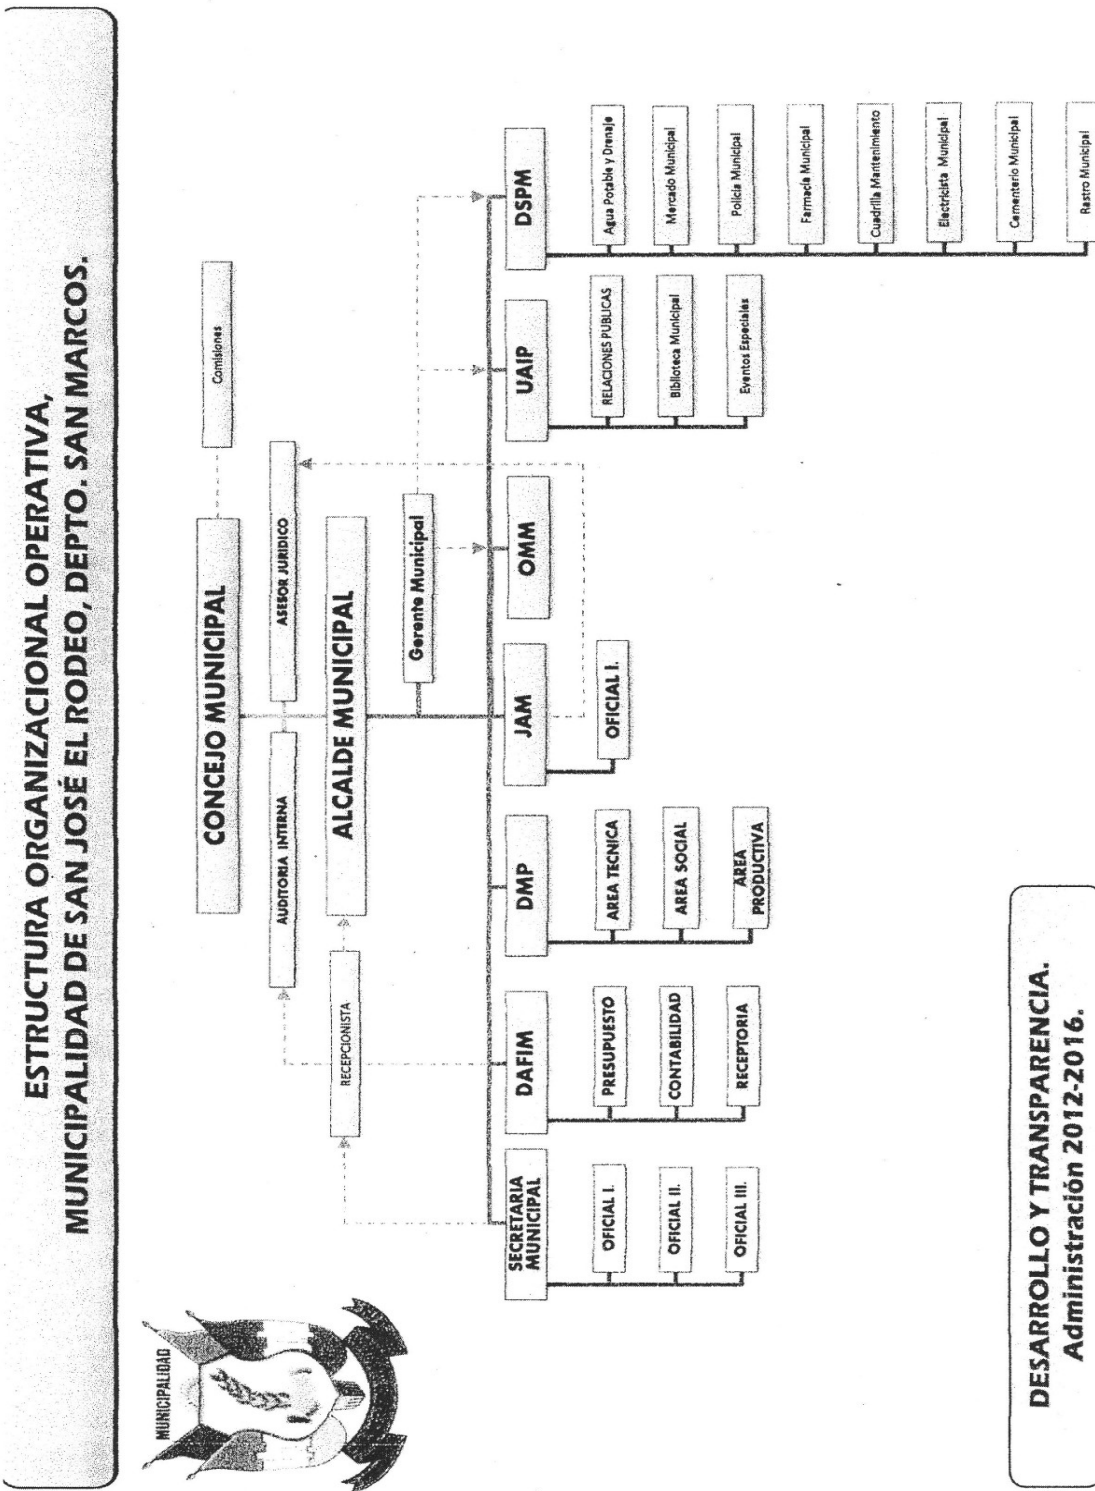 ESTRUCTURA ORGANIZACIONAL OPERATIVA,
MUNICIPALIDAD DE SAN JOSÉ EL RODEO, DEPTO. SAN MARCOS.
MUNICIPALIDAD
CONCEJO MUNICIPAL
Comisiones
AUDITORIA INTERNA
ASESOR JURIDICO
RECEPCIONISTA
ALCALDE MUNICIPAL
Gerente Municipal
SECRETARIA
MUNICIPAL
DAFIM
DMP
JAM
OMM
UAIP
DSPM
OFICIAL I.
OFICIAL II.
OFICIAL III.
PRESUPUESTO
CONTABILIDAD
RECEPTORIA
AREA TECNICA
AREA SOCIAL
AREA
PRODUCTIVA
OFICIAL I.
RELACIONES PUBLICAS
Biblioteca Municipal
Eventos Especiales
Agua Potable y Drenaje
Mercado Municipal
Policia Municipal
Farmacia Municipal
Cuadrilla Mantenimiento
Electricista Municipal
Cementerio Municipal
Rastro Municipal
DESARROLLO Y TRANSPARENCIA.
Administración 2012-2016.